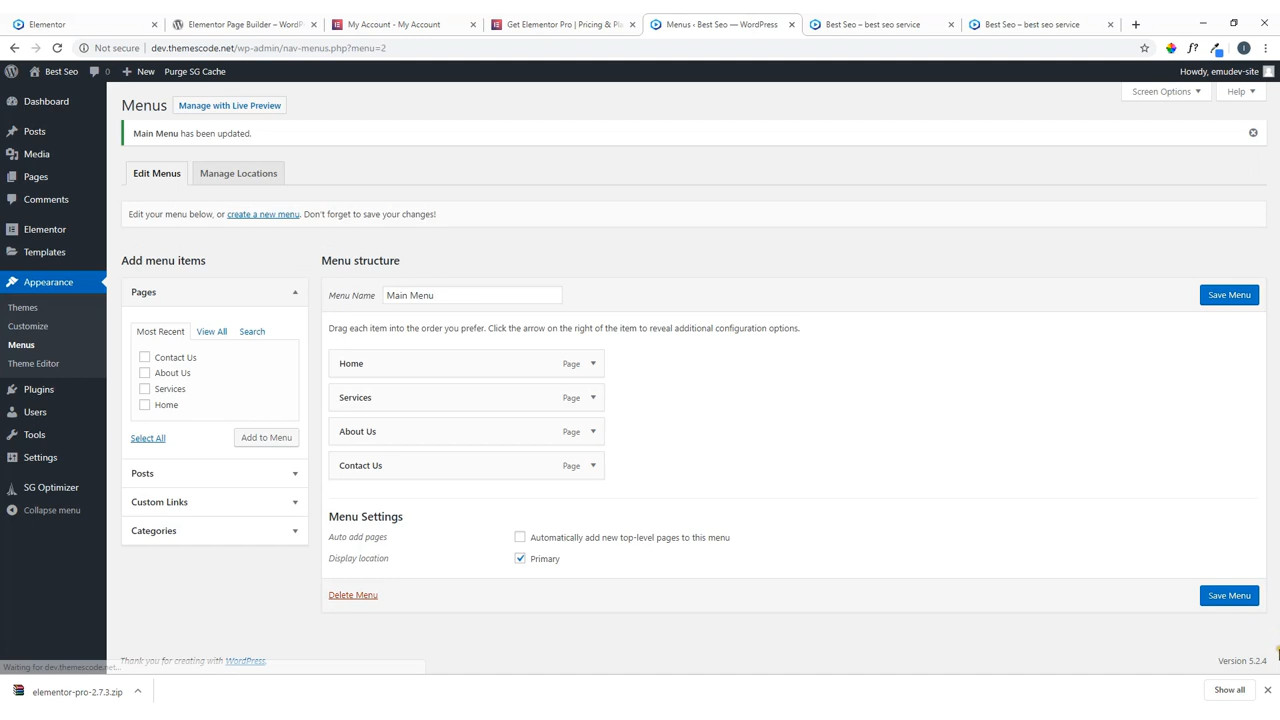 Elementor
Elementor Page Builder – WordP
My Account - My Account
Get Elementor Pro | Pricing & Pl
Menus ‹ Best Seo — WordPress
Best Seo – best seo service
Best Seo – best seo service
Not secure
dev.themescode.net/wp-admin/nav-menus.php?menu=2
f?
I
Best Seo
0
New
Purge SG Cache
Howdy, emudev-site
Dashboard
Posts
Media
Pages
Comments
Elementor
Templates
Appearance
Themes
Customize
Menus
Theme Editor
Plugins
Users
Tools
Settings
SG Optimizer
Collapse menu
Screen Options
Help
Menus
Manage with Live Preview
Main Menu has been updated.
Edit Menus
Manage Locations
Edit your menu below, or create a new menu. Don't forget to save your changes!
Add menu items
Pages
Most Recent
View All
Search
Contact Us
About Us
Services
Home
Select All
Add to Menu
Posts
Custom Links
Categories
Menu structure
Menu Name
Main Menu
Save Menu
Drag each item into the order you prefer. Click the arrow on the right of the item to reveal additional configuration options.
Home Page
Services Page
About Us Page
Contact Us Page
Menu Settings
Auto add pages
Automatically add new top-level pages to this menu
Display location
Primary
Delete Menu
Save Menu
Thank you for creating with WordPress.
Version 5.2.4
Waiting for dev.themescode.net...
elementor-pro-2.7.3.zip
Show all